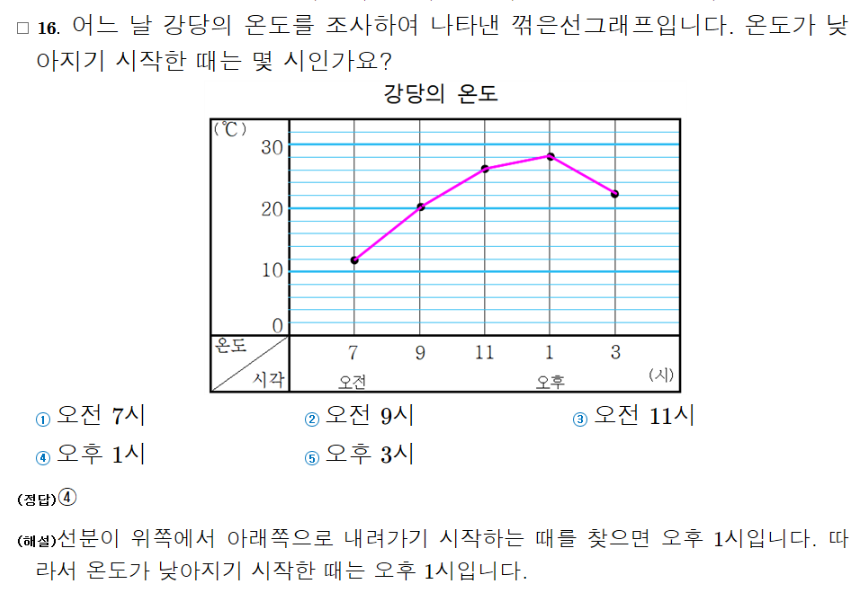 □ 16. 어느 날 강당의 온도를 조사하여 나타낸 꺾은선그래프입니다. 온도가 낮
아지기 시작한 때는 몇 시인가요?
강당의 온도
(℃)
30
20
10
0
온도
시각
7 9 11 1 3
오전 오후 (시)
① 오전 7시 ② 오전 9시 ③ 오전 11시
④ 오후 1시 ⑤ 오후 3시
(정답)④
(해설)선분이 위쪽에서 아래쪽으로 내려가기 시작하는 때를 찾으면 오후 1시입니다. 따
라서 온도가 낮아지기 시작한 때는 오후 1시입니다.